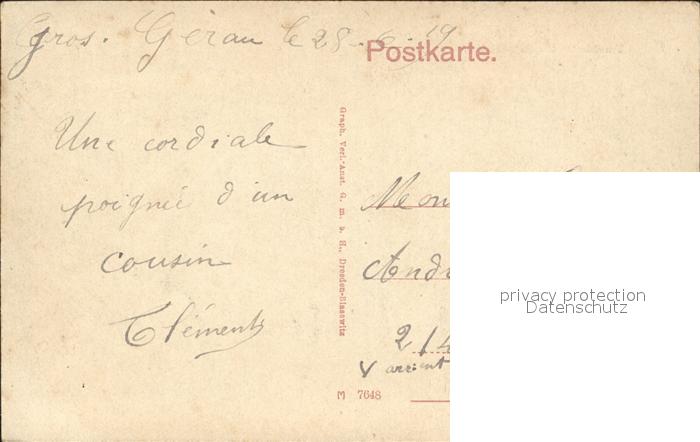 Gros. Gérau le 28-6-19
Postkarte.
Une cordiale
poignée d'un
cousin
Clément
Graph. Verl.-Anst. G. m. b. H., Dresden-Blasewitz
M 7648
privacy protection
Datenschutz